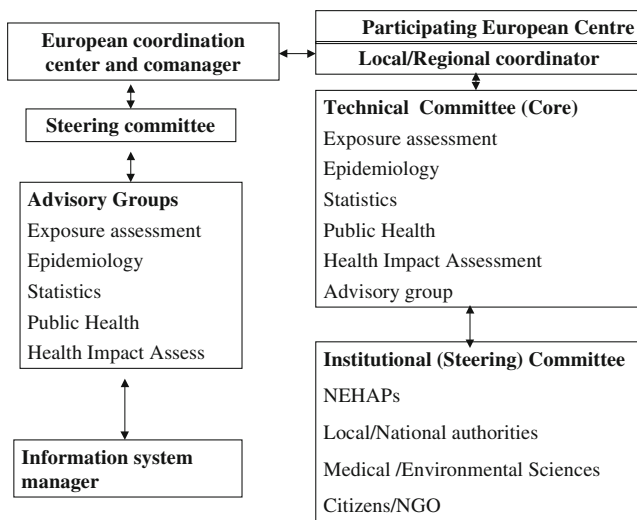 European coordination
center and comanager
Steering committee
Advisory Groups
Exposure assessment
Epidemiology
Statistics
Public Health
Health Impact Assess
Information system
manager
Participating European Centre
Local/Regional coordinator
Technical Committee (Core)
Exposure assessment
Epidemiology
Statistics
Public Health
Health Impact Assessment
Advisory group
Institutional (Steering) Committee
NEHAPs
Local/National authorities
Medical /Environmental Sciences
Citizens/NGO